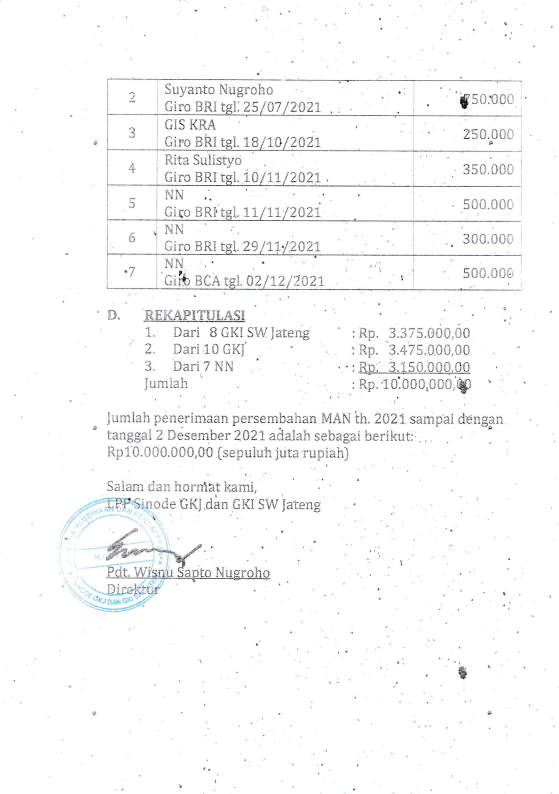 2 Suyanto Nugroho
Giro BRI tgl. 25/07/2021 750.000
3 GIS KRA
Giro BRI tgl. 18/10/2021 250.000
4 Rita Sulistyo
Giro BRI tgl. 10/11/2021 350.000
5 NN
Giro BRI tgl. 11/11/2021 500.000
6 NN
Giro BRI tgl. 29/11/2021 300.000
7 NN
Giro BCA tgl. 02/12/2021 500.000
D. REKAPITULASI
1. Dari 8 GKI SW Jateng : Rp. 3.375.000,00
2. Dari 10 GKJ : Rp. 3.475.000,00
3. Dari 7 NN : Rp. 3.150.000,00
Jumlah : Rp. 10.000,000,00
Jumlah penerimaan persembahan MAN th. 2021 sampai dengan
tanggal 2 Desember 2021 adalah sebagai berikut:
Rp10.000.000,00 (sepuluh juta rupiah)
Salam dan hormat kami,
LPP Sinode GKJ dan GKI SW Jateng
Pdt. Wisnu Sapto Nugroho
Direktur